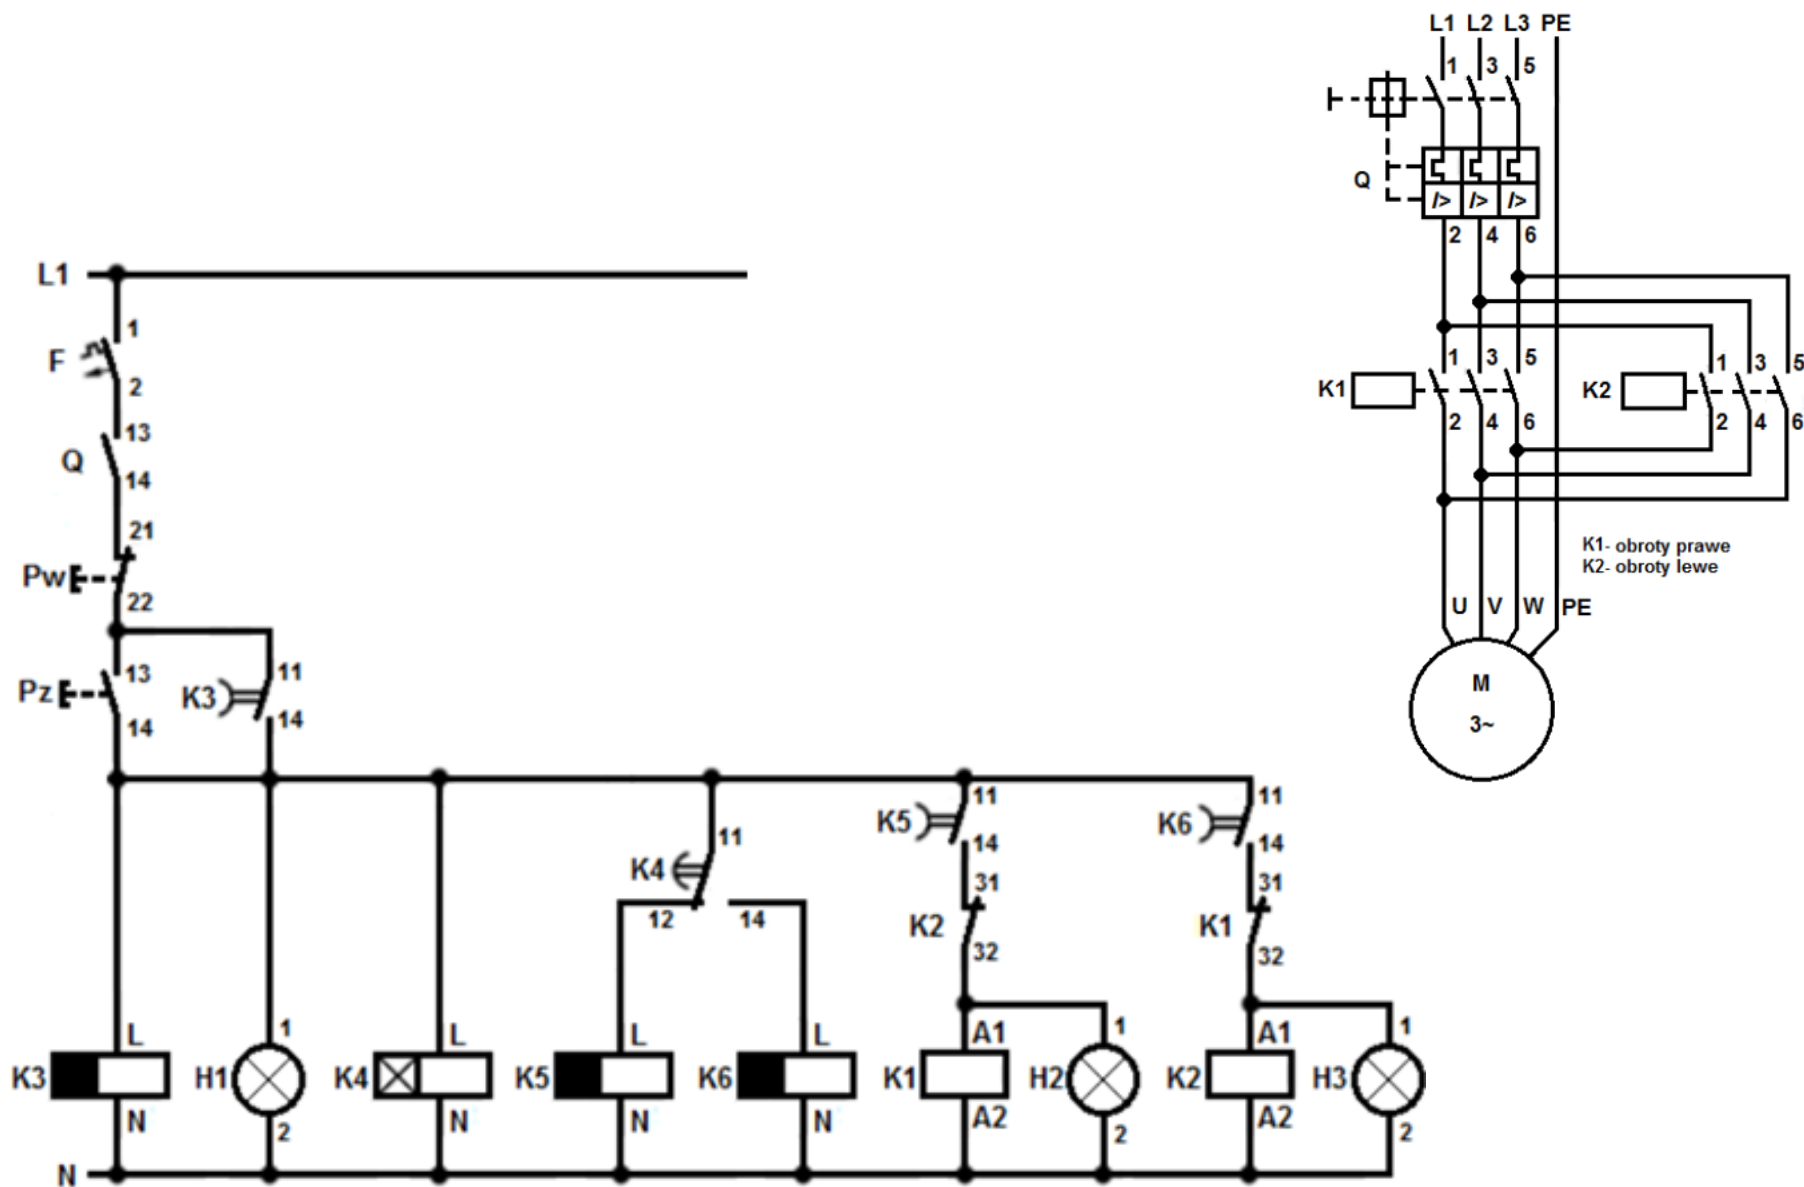 L1 L2 L3 PE
1 3 5
Q
/> /> />
2 4 6
L1
1
F
2
13
Q
14
21
Pw
22
13
Pz
14
11
K3
14
1 3 5
K1
2 4 6
1 3 5
K2
2 4 6
K1- obroty prawe
K2- obroty lewe
U V W PE
M
3~
11
K4
12 14
11
K5
14
31
K2
32
11
K6
14
31
K1
32
L
K3
N
1
H1
2
L
K4
N
L
K5
N
L
K6
N
A1
K1
A2
1
H2
2
A1
K2
A2
1
H3
2
N